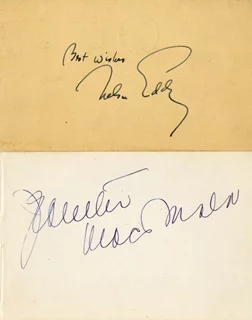 Best wishes
Nelson Eddy
Jeanette
MacDonald